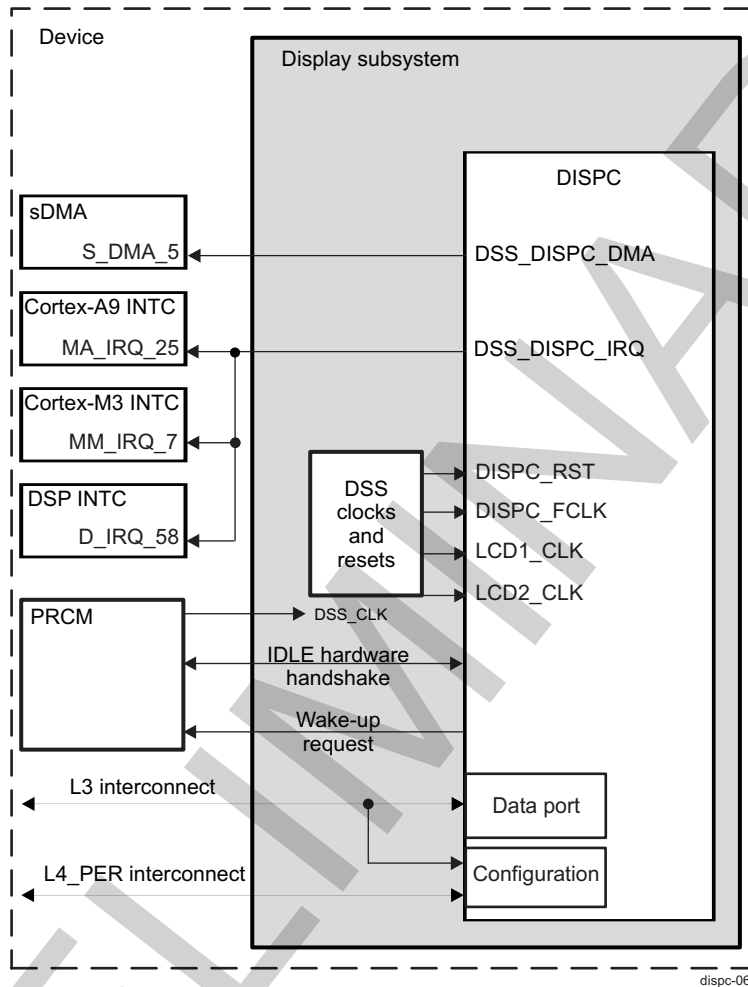 Device
Display subsystem
DISPC
sDMA
S_DMA_5
DSS_DISPC_DMA
Cortex-A9 INTC
MA_IRQ_25
DSS_DISPC_IRQ
Cortex-M3 INTC
MM_IRQ_7
DSP INTC
D_IRQ_58
DSS
clocks
and
resets
DISPC_RST
DISPC_FCLK
LCD1_CLK
LCD2_CLK
PRCM
DSS_CLK
IDLE hardware
handshake
Wake-up
request
L3 interconnect
Data port
L4_PER interconnect
Configuration
dispc-06